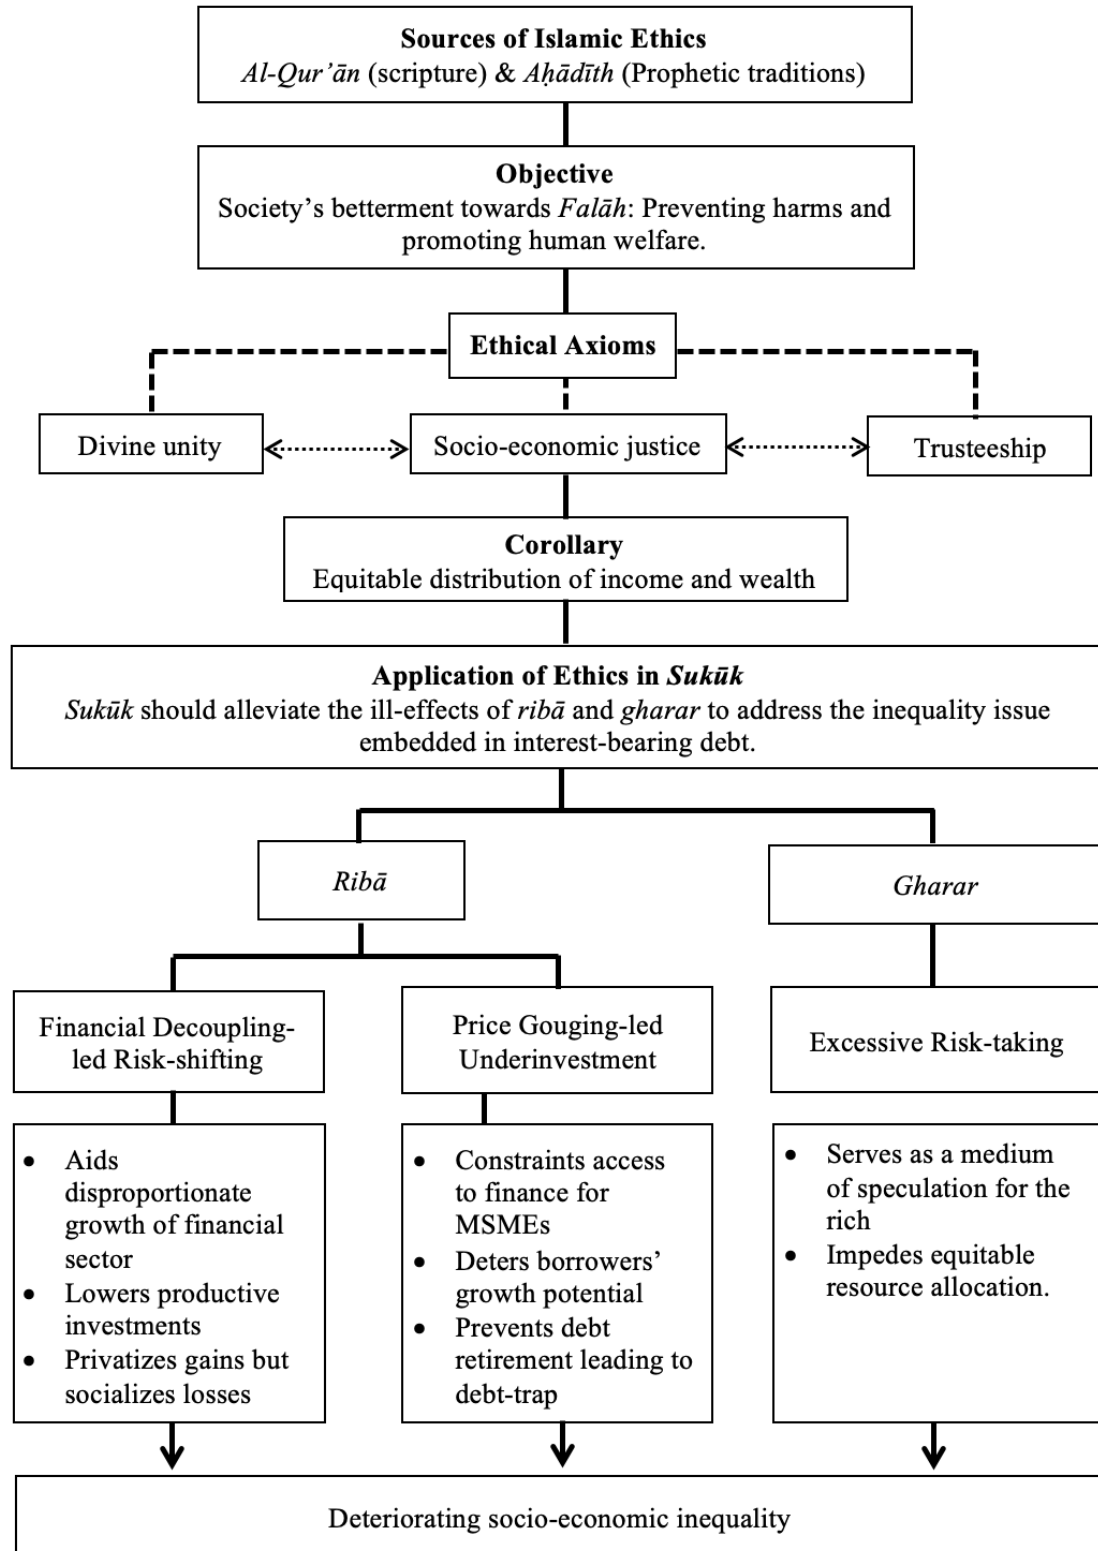 Sources of Islamic Ethics
Al-Qur’ān (scripture) & Aḥādīth (Prophetic traditions)
Objective
Society’s betterment towards Falāh: Preventing harms and
promoting human welfare.
Ethical Axioms
Divine unity
Socio-economic justice
Trusteeship
Corollary
Equitable distribution of income and wealth
Application of Ethics in Sukūk
Sukūk should alleviate the ill-effects of ribā and gharar to address the inequality issue
embedded in interest-bearing debt.
Ribā
Gharar
Financial Decoupling-
led Risk-shifting
Price Gouging-led
Underinvestment
Excessive Risk-taking
• Aids
disproportionate
growth of financial
sector
• Lowers productive
investments
• Privatizes gains but
socializes losses
• Constraints access
to finance for
MSMEs
• Deters borrowers’
growth potential
• Prevents debt
retirement leading to
debt-trap
• Serves as a medium
of speculation for the
rich
• Impedes equitable
resource allocation.
Deteriorating socio-economic inequality